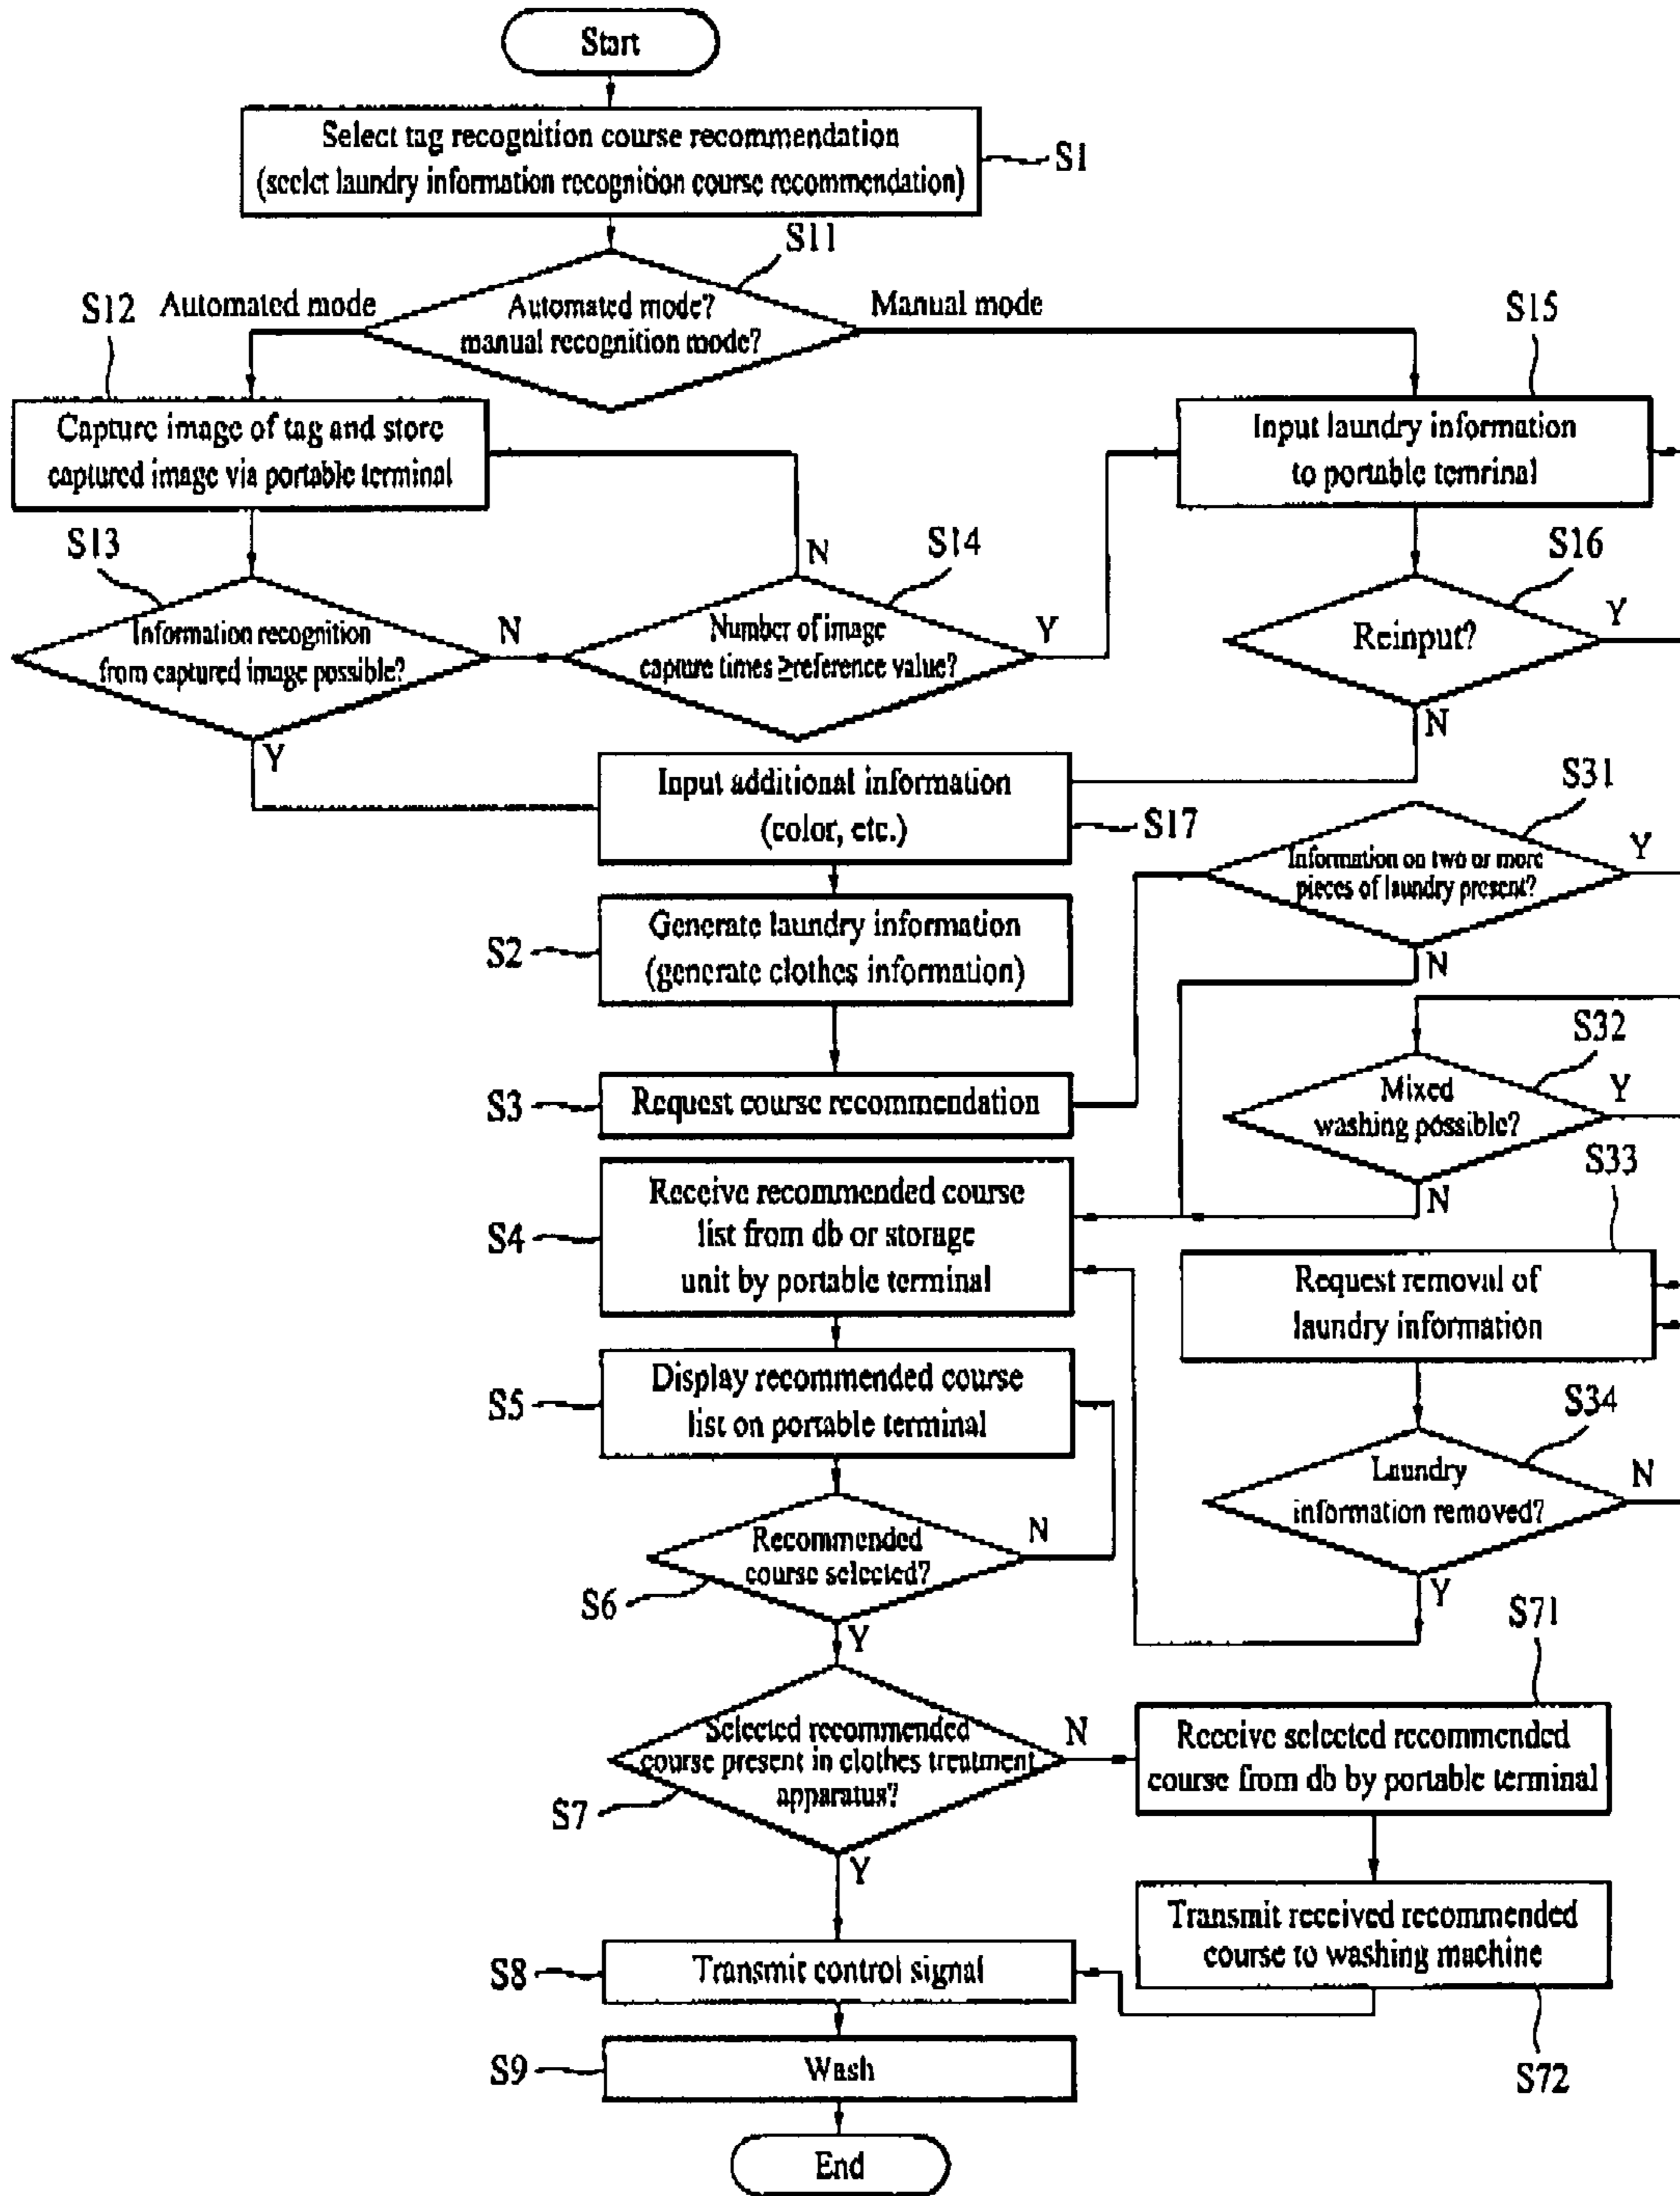 Start
Select tag recognition course recommendation
(seelct laundry information recognition course recommendation)
S1
S11
Automated mode?
manual recognition mode?
Automated mode
Manual mode
S12
Capture image of tag and store
captured image via portable terminal
S15
Input laundry information
to portable temrinal
S13
Information recognition
from captured image possible?
N
Y
S14
Number of image
capture times ≥reference value?
N
Y
S16
Reinput?
Y
N
Input additional information
(color, etc.)
S17
S31
Information on two or more
pieces of laundry present?
Y
N
S2
Generate laundry information
(generate clothes information)
S32
Mixed
washing possible?
Y
N
S3
Request course recommendation
S33
Request removal of
laundry information
S4
Receive recommended course
list from db or storage
unit by portable terminal
S5
Display recommended course
list on portable terminal
S34
Laundry
information removed?
N
Y
S6
Recommended
course selected?
N
Y
S7
Selected recommended
course present in clothes treatment
apparatus?
N
Y
S71
Receive selected recommended
course from db by portable terminal
Transmit received recommended
course to washing machine
S72
S8
Transmit control signal
S9
Wash
End